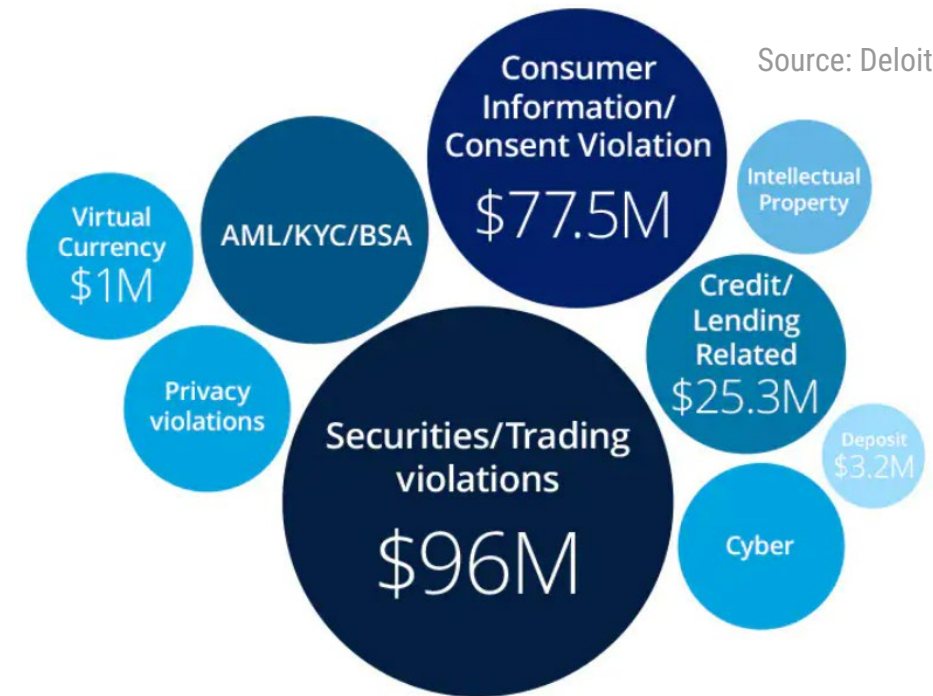 Source: Deloit
Consumer
Information/
Consent Violation
$77.5M
Intellectual
Property
Virtual
Currency
$1M
AML/KYC/BSA
Credit/
Lending
Related
$25.3M
Privacy
violations
Securities/Trading
violations
$96M
Deposit
$3.2M
Cyber